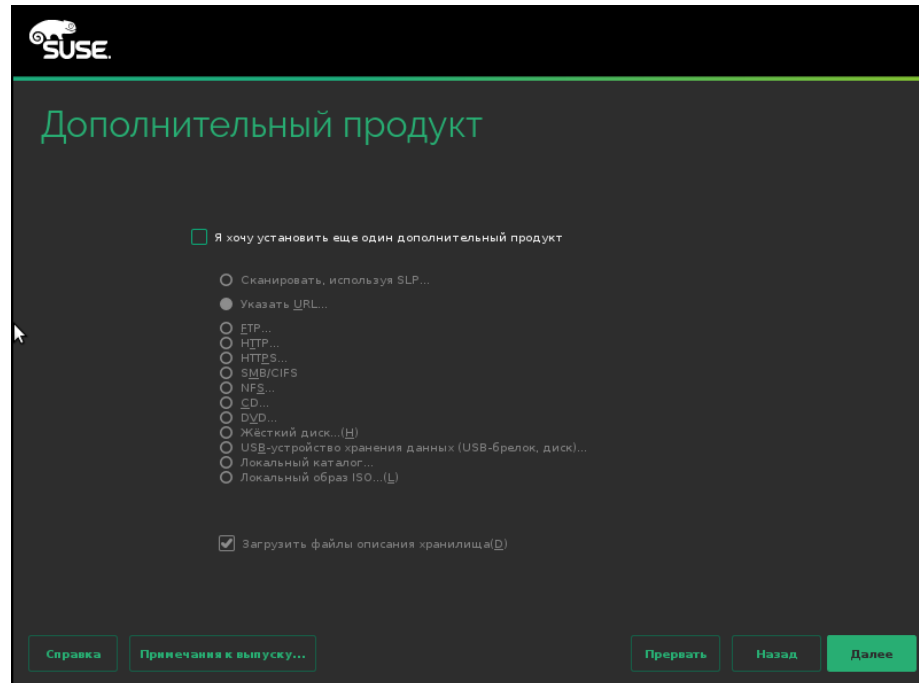 SUSE.
Дополнительный продукт
Я хочу установить еще один дополнительный продукт
Сканировать, используя SLP...
Указать URL...
FTP...
HTTP...
HTTPS...
SMB/CIFS
NFS...
CD...
DVD...
Жёсткий диск...(H)
USB-устройство хранения данных (USB-брелок, диск)...
Локальный каталог...
Локальный образ ISO...(L)
Загрузить файлы описания хранилища(D)
Справка Примечания к выпуску... Прервать Назад Далее